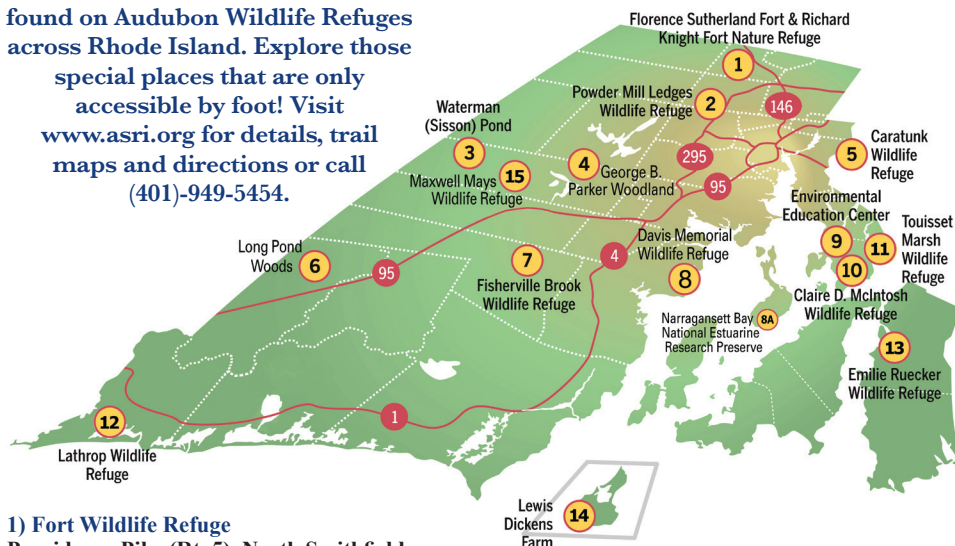 found on Audubon Wildlife Refuges
across Rhode Island. Explore those
special places that are only
accessible by foot! Visit
www.asri.org for details, trail
maps and directions or call
(401)-949-5454.
Florence Sutherland Fort & Richard
Knight Fort Nature Refuge
1
Powder Mill Ledges
Wildlife Refuge
2
146
Waterman
(Sisson) Pond
3
Maxwell Mays
Wildlife Refuge
15
4
George B.
Parker Woodland
295
95
5
Caratunk
Wildlife
Refuge
Environmental
Education Center
9
10
11
Touisset
Marsh
Wildlife
Refuge
Claire D. McIntosh
Wildlife Refuge
Long Pond
Woods
6
95
7
Fisherville Brook
Wildlife Refuge
4
Davis Memorial
Wildlife Refuge
8
Narragansett Bay
National Estuarine
Research Preserve
8A
13
Emilie Ruecker
Wildlife Refuge
12
Lathrop Wildlife
Refuge
1
Lewis
Dickens
Farm
14
1) Fort Wildlife Refuge